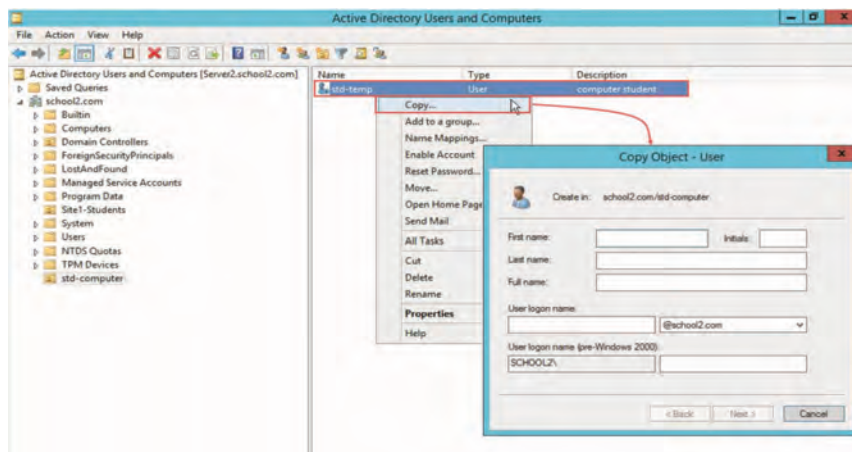 Active Directory Users and Computers
File Action View Help
Active Directory Users and Computers [Server2.school2.com]
Saved Queries
school2.com
Builtin
Computers
Domain Controllers
ForeignSecurityPrincipals
LostAndFound
Managed Service Accounts
Program Data
Site1-Students
System
Users
NTDS Quotas
TPM Devices
std-computer
Name Type Description
std-temp User computer student
Copy...
Add to a group...
Name Mappings...
Enable Account
Reset Password...
Move...
Open Home Page
Send Mail
All Tasks
Cut
Delete
Rename
Properties
Help
Copy Object - User
Create in: school2.com/std-computer
First name: Initials:
Last name:
Full name:
User logon name:
@school2.com
User logon name (pre-Windows 2000):
SCHOOL2\
< Back Next > Cancel